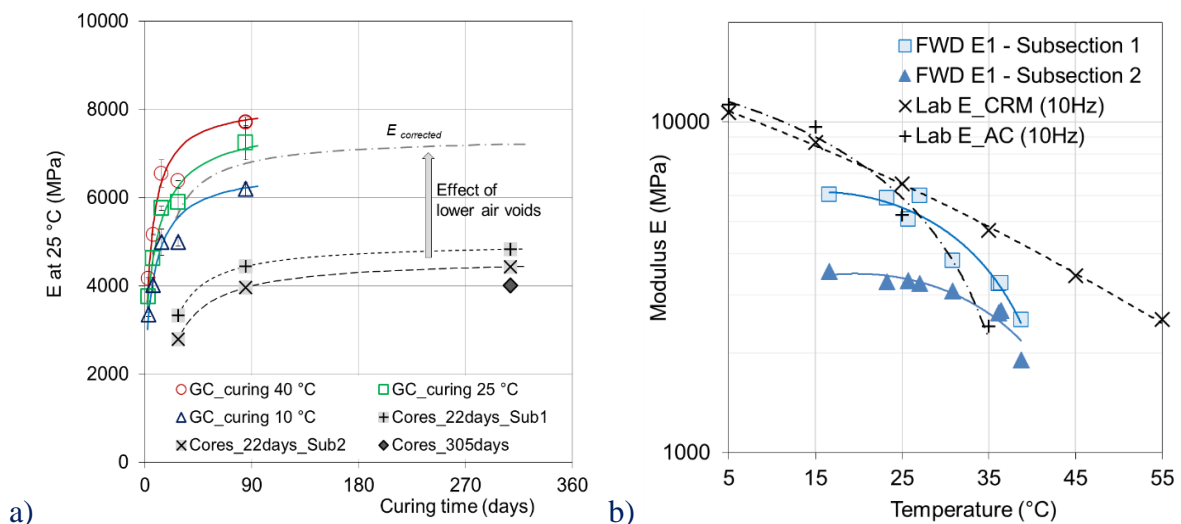 10000
8000
6000
4000
2000
0
E at 25 °C (MPa)
E corrected
Effect of
lower air voids
GC_curing 40 °C
GC_curing 25 °C
GC_curing 10 °C
Cores_22days_Sub1
Cores_22days_Sub2
Cores_305days
0 90 180 270 360
Curing time (days)
a)
10000
1000
Modulus E (MPa)
FWD E1 - Subsection 1
FWD E1 - Subsection 2
Lab E_CRM (10Hz)
Lab E_AC (10Hz)
5 15 25 35 45 55
Temperature (°C)
b)